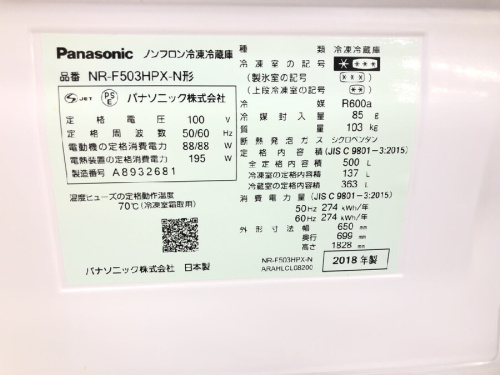 Panasonic ノンフロン冷凍冷蔵庫
品番 NR-F503HPX-N形
JET PSE パナソニック株式会社
定格電圧 100 V
定格周波数 50/60 Hz
電動機の定格消費電力 88/88 W
電熱装置の定格消費電力 195 W
製造番号 A8932681
温度ヒューズの定格動作温度
70℃(冷凍室霜取用)
パナソニック株式会社 日本製
種類 冷凍冷蔵庫
冷凍室の記号 ****
(製氷室の記号) (***)
(上段冷凍室の記号) (**)
冷媒 R600a
冷媒封入量 85 g
質量 103 kg
断熱発泡ガス シクロペンタン
定格内容積 (JIS C 9801-3:2015)
全定格内容積 500 L
冷凍室の定格内容積 137 L
冷蔵室の定格内容積 363 L
消費電力量 (JIS C 9801-3:2015)
50Hz 274 kWh/年
60Hz 274 kWh/年
外形寸法 幅 650 mm
奥行 699 mm
高さ 1828 mm
NR-F503HPX-N
ARAHLCL08200
2018年製